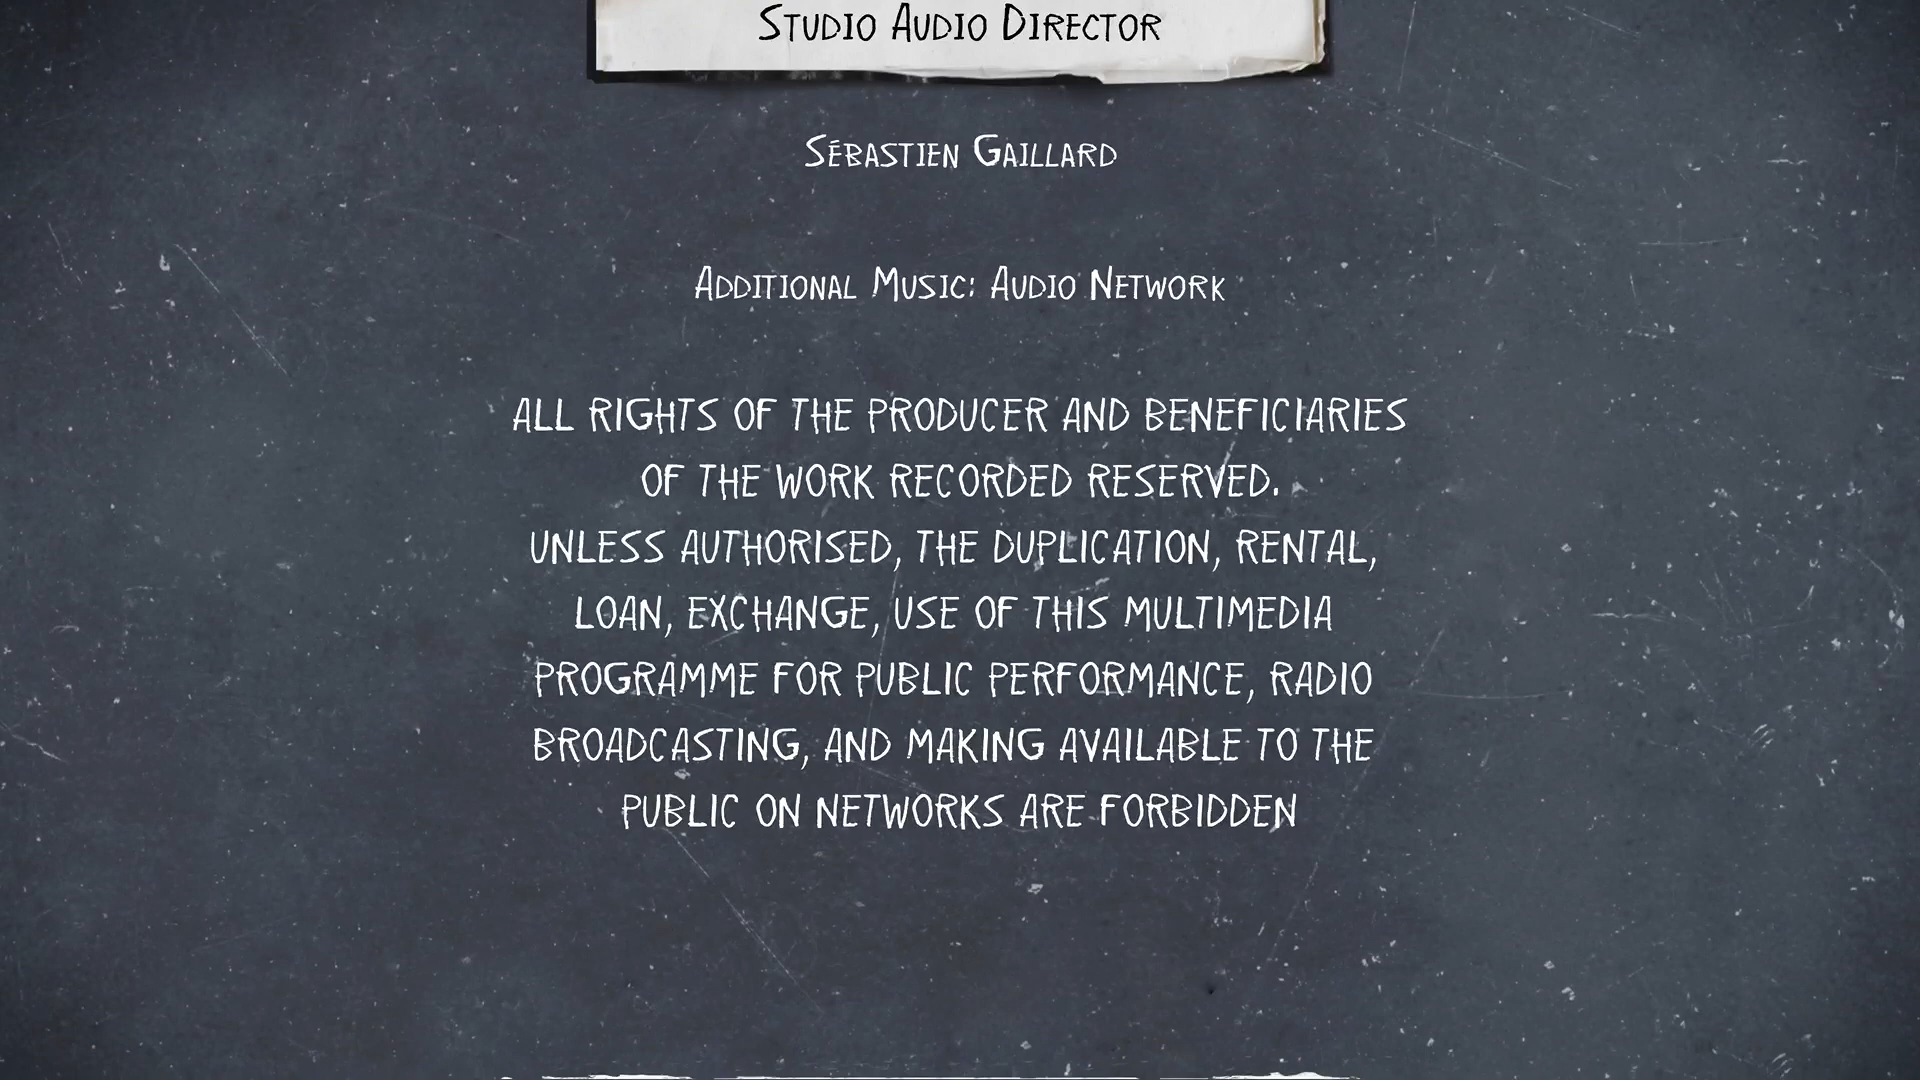 Studio Audio Director
Sébastien Gaillard
Additional Music: Audio Network
ALL RIGHTS OF THE PRODUCER AND BENEFICIARIES
OF THE WORK RECORDED RESERVED.
UNLESS AUTHORISED, THE DUPLICATION, RENTAL,
LOAN, EXCHANGE, USE OF THIS MULTIMEDIA
PROGRAMME FOR PUBLIC PERFORMANCE, RADIO
BROADCASTING, AND MAKING AVAILABLE TO THE
PUBLIC ON NETWORKS ARE FORBIDDEN